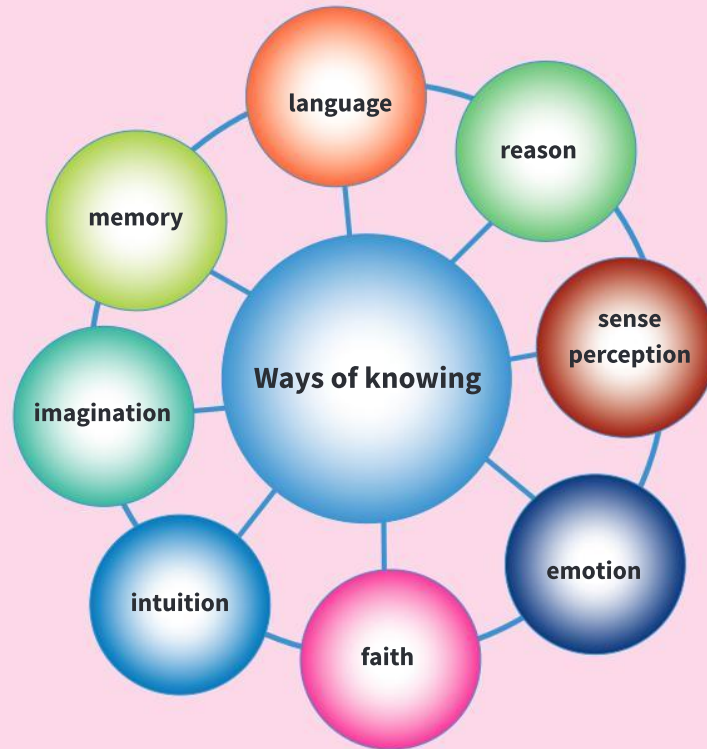 language
reason
memory
sense
perception
Ways of knowing
imagination
emotion
intuition
faith